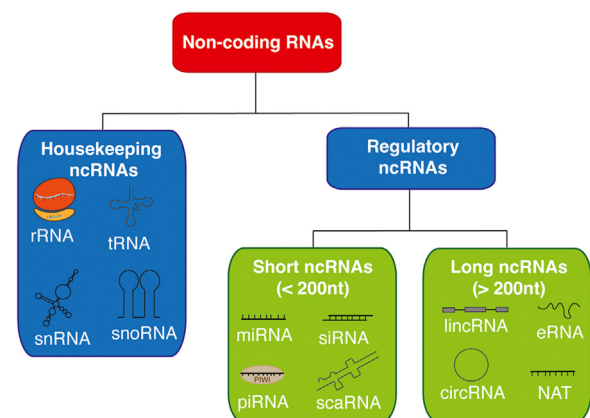 Non-coding RNAs
Housekeeping
ncRNAs
rRNA
tRNA
snRNA
snoRNA
Regulatory
ncRNAs
Short ncRNAs
(< 200nt)
miRNA
siRNA
PIWI
piRNA
scaRNA
Long ncRNAs
(> 200nt)
lincRNA
eRNA
circRNA
NAT